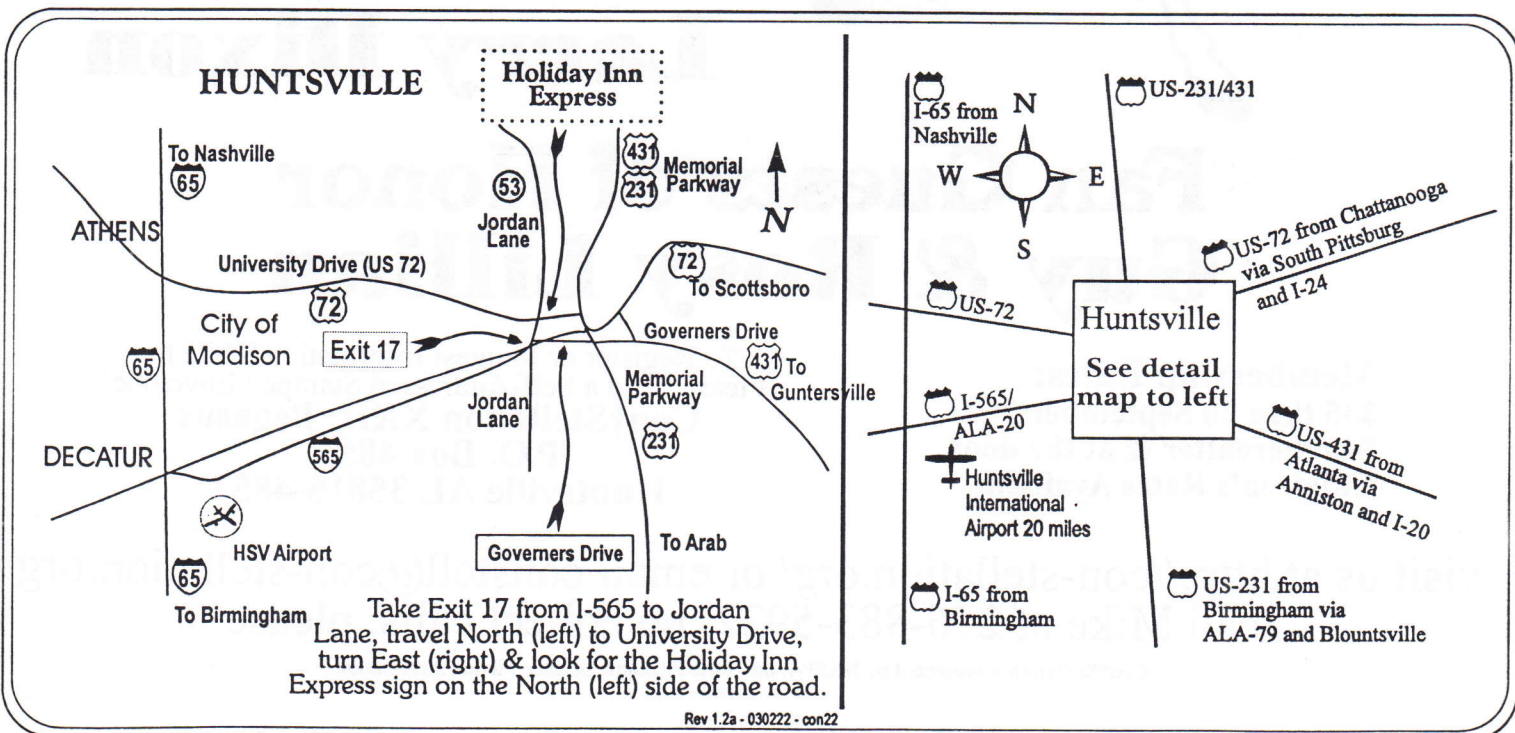 HUNTSVILLE
Holiday Inn
Express
To Nashville
65
ATHENS
University Drive (US 72)
72
City of
Madison
65
Exit 17
DECATUR
565
HSV Airport
65
To Birmingham
53
Jordan
Lane
431
231
Memorial
Parkway
N
72
To Scottsboro
Governers Drive
431
To
Guntersville
Jordan
Lane
Memorial
Parkway
231
Governers Drive
To Arab
Take Exit 17 from I-565 to Jordan
Lane, travel North (left) to University Drive,
turn East (right) & look for the Holiday Inn
Express sign on the North (left) side of the road.
Rev 1.2a - 030222 - con22
I-65 from
Nashville
N
W
E
S
US-231/431
US-72 from Chattanooga
via South Pittsburg
and I-24
US-72
Huntsville
See detail
map to left
I-565/
ALA-20
Huntsville
International
Airport 20 miles
US-431 from
Atlanta via
Anniston and I-20
I-65 from
Birmingham
US-231 from
Birmingham via
ALA-79 and Blountsville